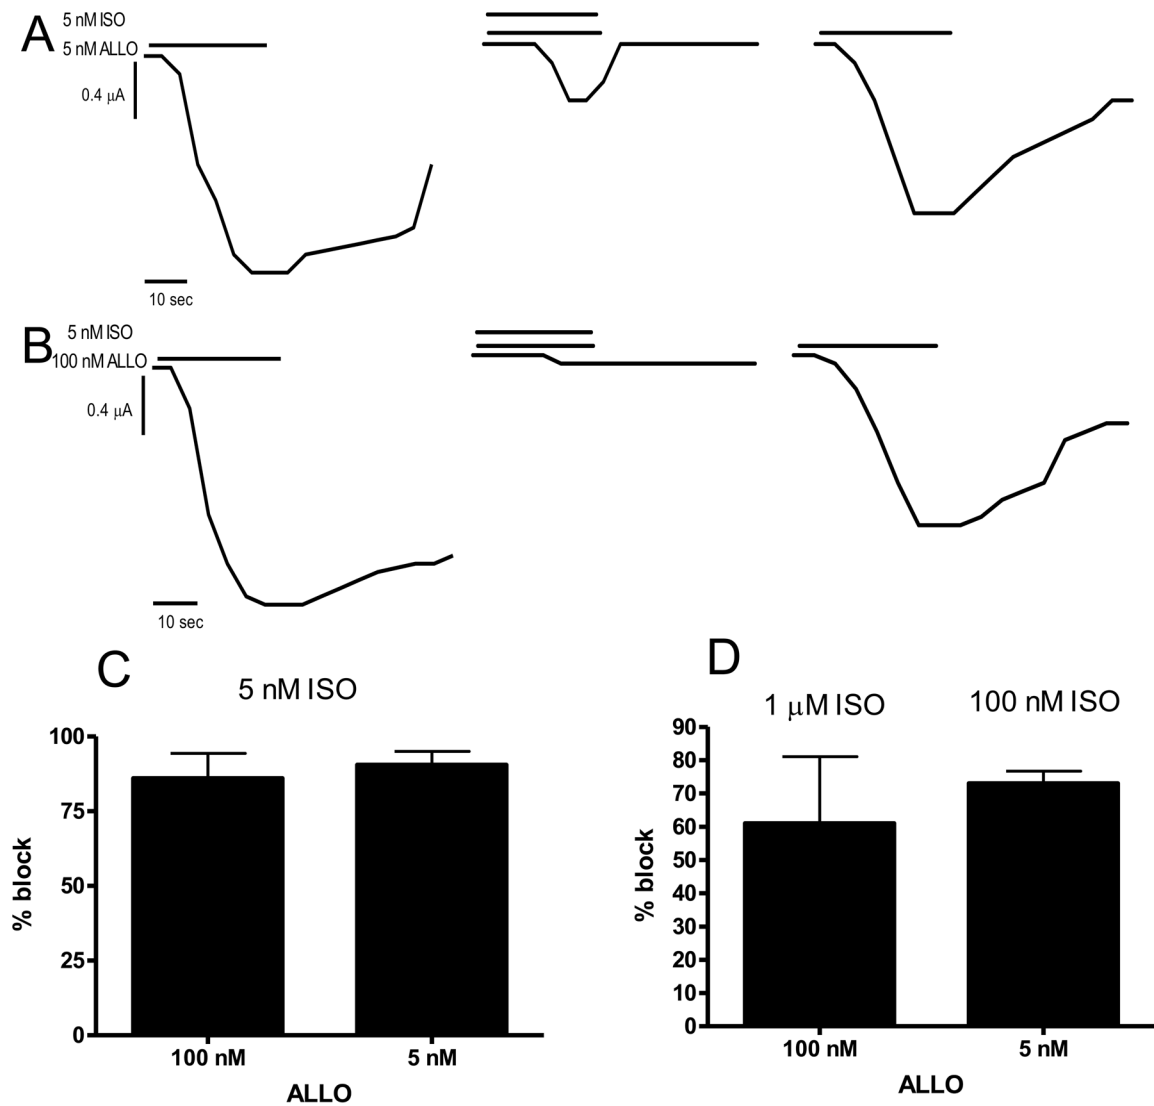 A
5 nM ISO
5 nM ALLO
0.4 μA
10 sec
B
5 nM ISO
100 nM ALLO
0.4 μA
10 sec
C
5 nM ISO
100
75
50
25
0
% block
100 nM
5 nM
ALLO
D
1 μM ISO
100 nM ISO
90
80
70
60
50
40
30
20
10
0
% block
100 nM
5 nM
ALLO